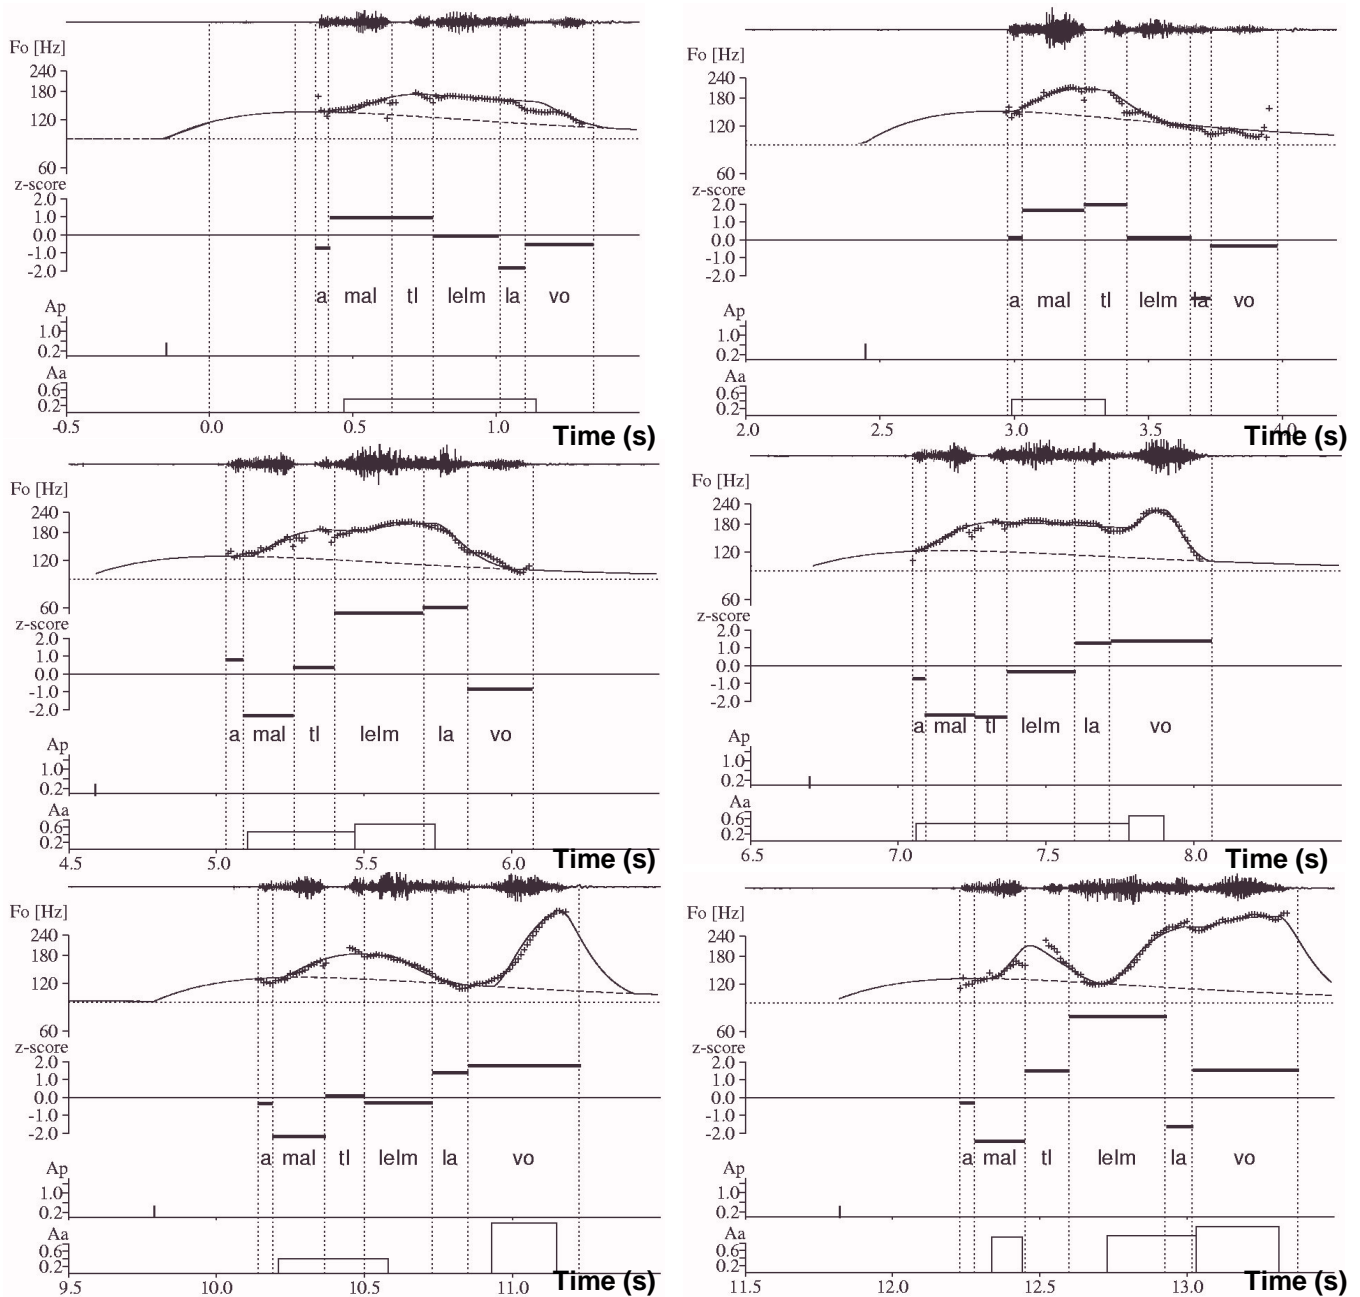 Fo [Hz]
240
180
120
60
z-score
2.0
1.0
0.0
-1.0
-2.0
a mal tl lelm la vo
Ap
1.0
0.2
Aa
0.6
0.2
-0.5 0.0 0.5 1.0 Time (s)
Fo [Hz]
240
180
120
60
z-score
2.0
1.0
0.0
-1.0
-2.0
a mal tl lelm la vo
Ap
1.0
0.2
Aa
0.6
0.2
2.0 2.5 3.0 3.5 4.0 Time (s)
Fo [Hz]
240
180
120
60
z-score
2.0
1.0
0.0
-1.0
-2.0
a mal tl lelm la vo
Ap
1.0
0.2
Aa
0.6
0.2
4.5 5.0 5.5 6.0 Time (s)
Fo [Hz]
240
180
120
60
z-score
2.0
1.0
0.0
-1.0
-2.0
a mal tl lelm la vo
Ap
1.0
0.2
Aa
0.6
0.2
6.5 7.0 7.5 8.0 Time (s)
Fo [Hz]
240
180
120
60
z-score
2.0
1.0
0.0
-1.0
-2.0
a mal tl lelm la vo
Ap
1.0
0.2
Aa
0.6
0.2
9.5 10.0 10.5 11.0 Time (s)
Fo [Hz]
240
180
120
60
z-score
2.0
1.0
0.0
-1.0
-2.0
a mal tl lelm la vo
Ap
1.0
0.2
Aa
0.6
0.2
11.5 12.0 12.5 13.0 Time (s)